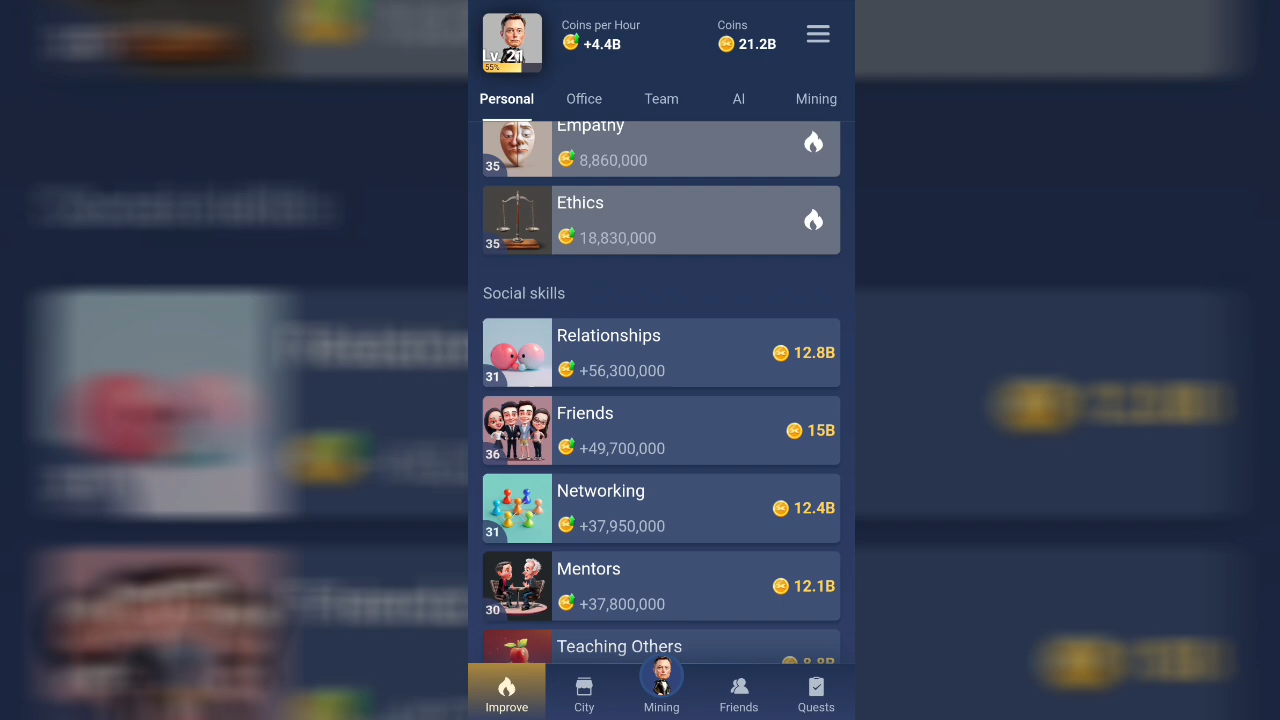 Coins per Hour
+4.4B
Coins
21.2B
Lv. 21
55%
Personal
Office
Team
AI
Mining
Empathy
8,860,000
35
Ethics
18,830,000
35
Social skills
Relationships
+56,300,000
12.8B
31
Friends
+49,700,000
15B
36
Networking
+37,950,000
12.4B
31
Mentors
+37,800,000
12.1B
30
Teaching Others
8.8B
Improve
City
Mining
Friends
Quests